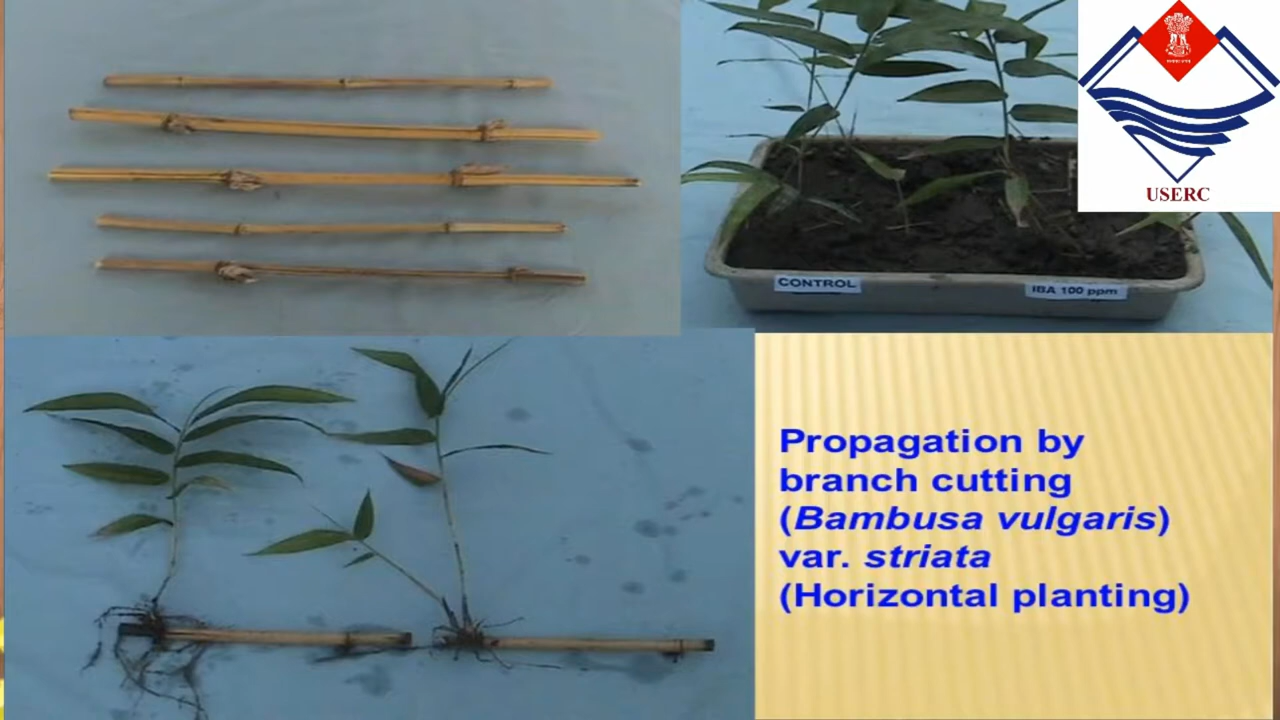 USERC
CONTROL
IBA 100 ppm
Propagation by
branch cutting
(Bambusa vulgaris)
var. striata
(Horizontal planting)